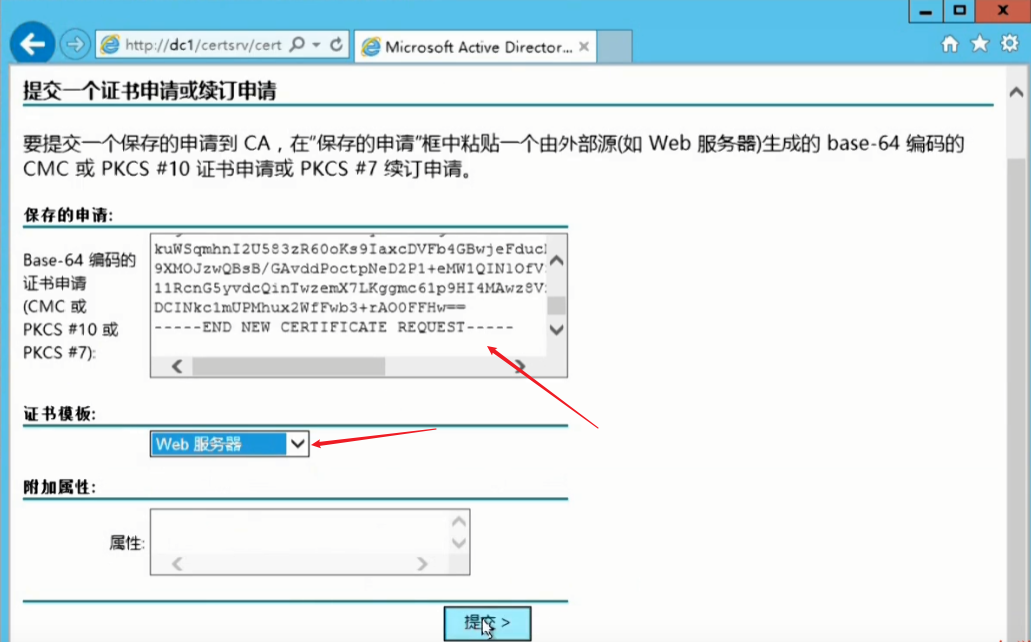 http://dc1/certsrv/cert
Microsoft Active Director...
提交一个证书申请或续订申请
要提交一个保存的申请到 CA，在"保存的申请"框中粘贴一个由外部源(如 Web 服务器)生成的 base-64 编码的
CMC 或 PKCS #10 证书申请或 PKCS #7 续订申请。
保存的申请:
Base-64 编码的
证书申请
(CMC 或
PKCS #10 或
PKCS #7):
kuWSqmhnI2U583zR60oKs9IaxcDVFb4GBwjeFduc
9XMOJzwQBsB/GAvddPoctpNeD2P1+eMW1QINlOfV
11RcnG5yvdcQinTwzemX7LKggmc61p9HI4MAwz8V
DCINkc1mUPMhux2WfFwb3+rAO0FFHw==
-----END NEW CERTIFICATE REQUEST-----
证书模板:
Web 服务器
附加属性:
属性:
提交 >